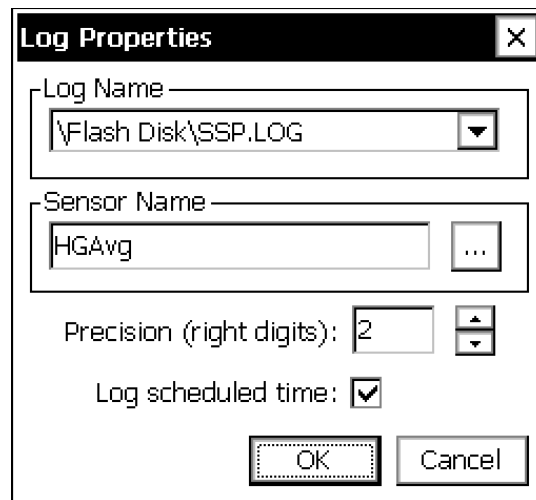 Log Properties
Log Name
\Flash Disk\SSP.LOG
Sensor Name
HGAvg
...
Precision (right digits): 2
Log scheduled time:
OK Cancel